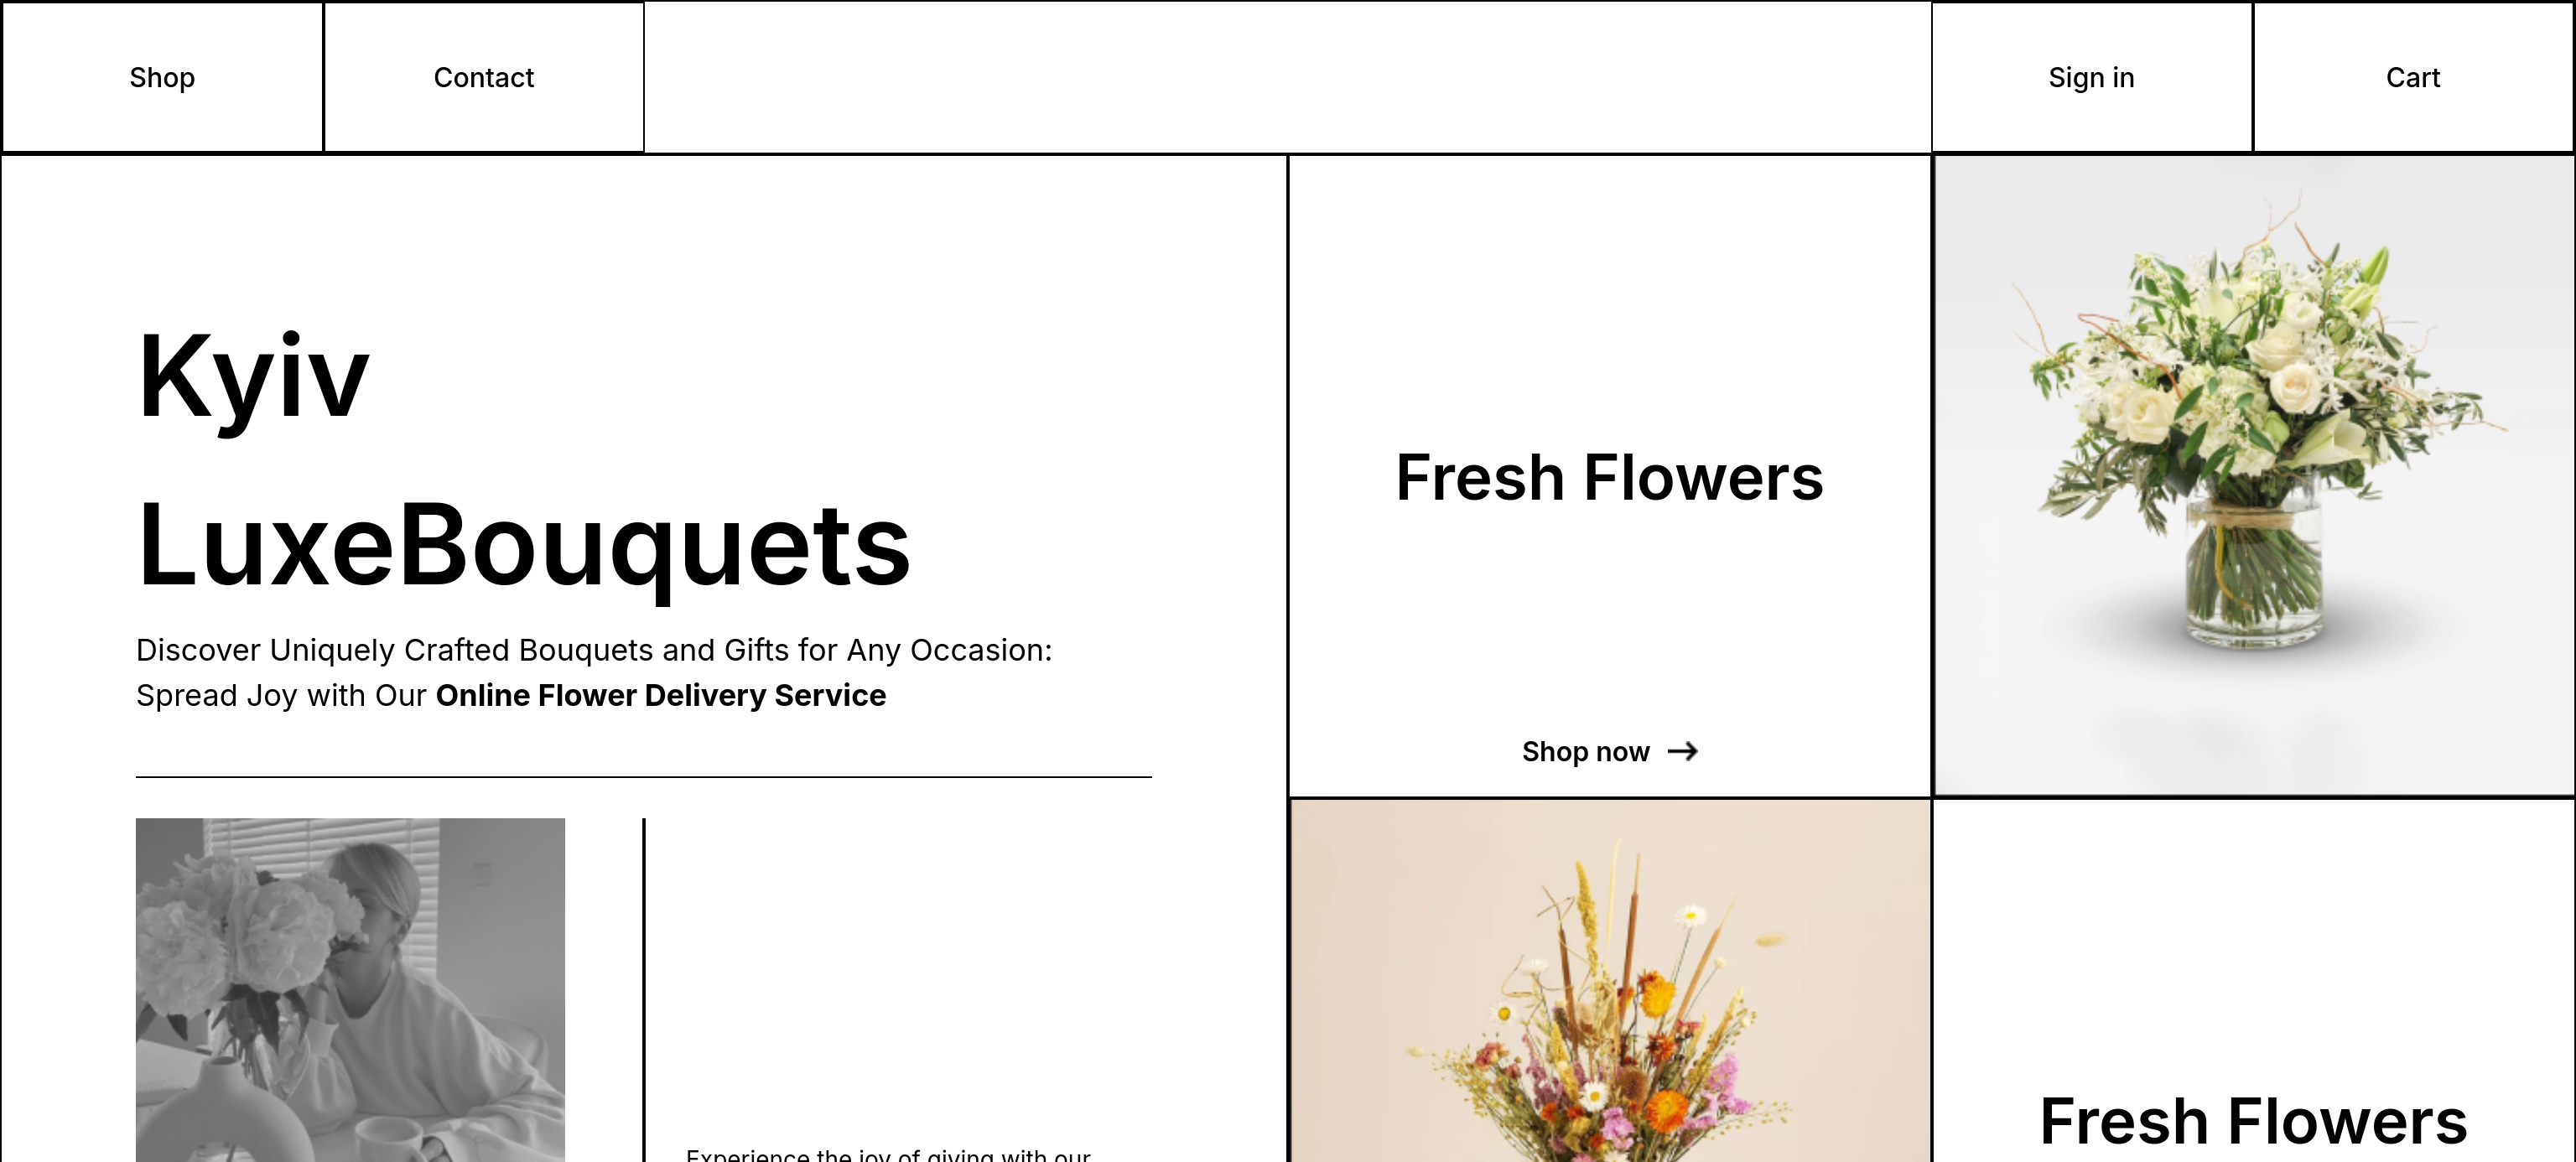 Shop
Contact
Sign in
Cart
Kyiv
LuxeBouquets
Discover Uniquely Crafted Bouquets and Gifts for Any Occasion:
Spread Joy with Our Online Flower Delivery Service
Fresh Flowers
Shop now
Experience the joy of giving with our
Fresh Flowers